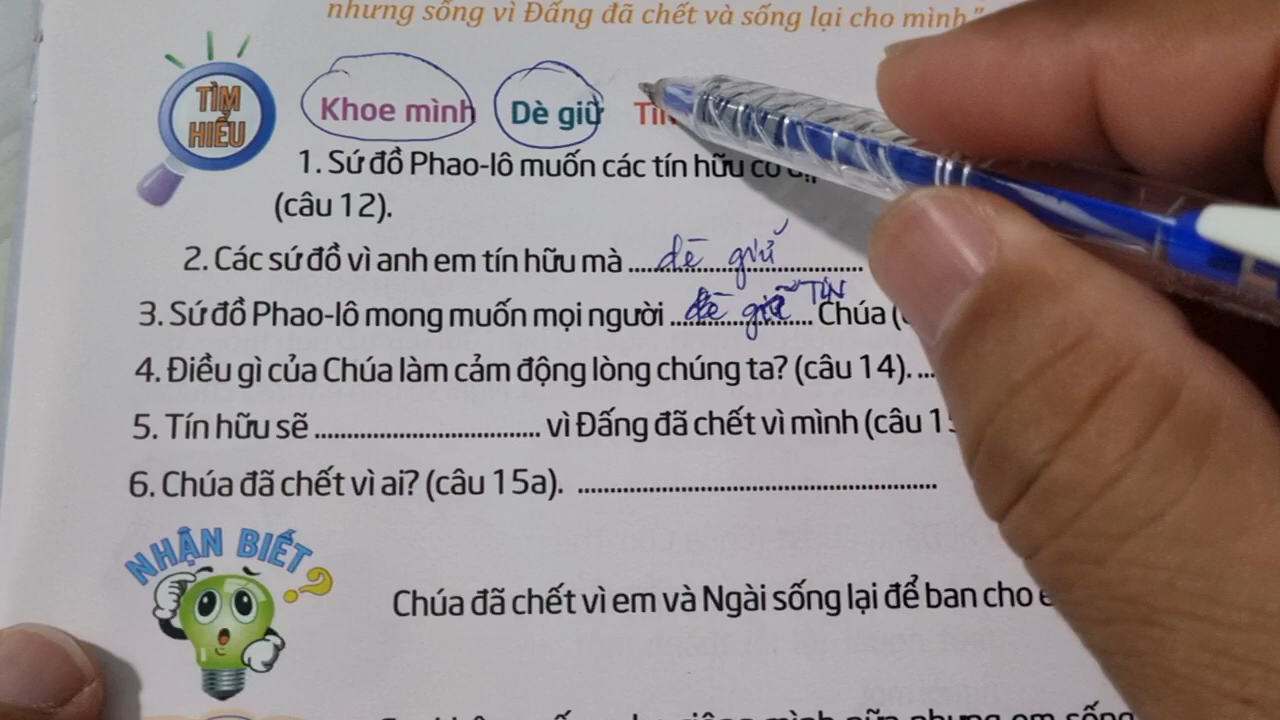 nhưng sống vì Đấng đã chết và sống lại cho mình."
TÌM HIỂU
Khoe mình Dè giữ
1. Sứ đồ Phao-lô muốn các tín hữu có
(câu 12).
2. Các sứ đồ vì anh em tín hữu mà ........ dè giữ ........
3. Sứ đồ Phao-lô mong muốn mọi người ........ dè giữ TIN ........ Chúa (
4. Điều gì của Chúa làm cảm động lòng chúng ta? (câu 14). ...
5. Tín hữu sẽ ................ vì Đấng đã chết vì mình (câu 15
6. Chúa đã chết vì ai? (câu 15a). ................
NHẬN BIẾT ?
Chúa đã chết vì em và Ngài sống lại để ban cho